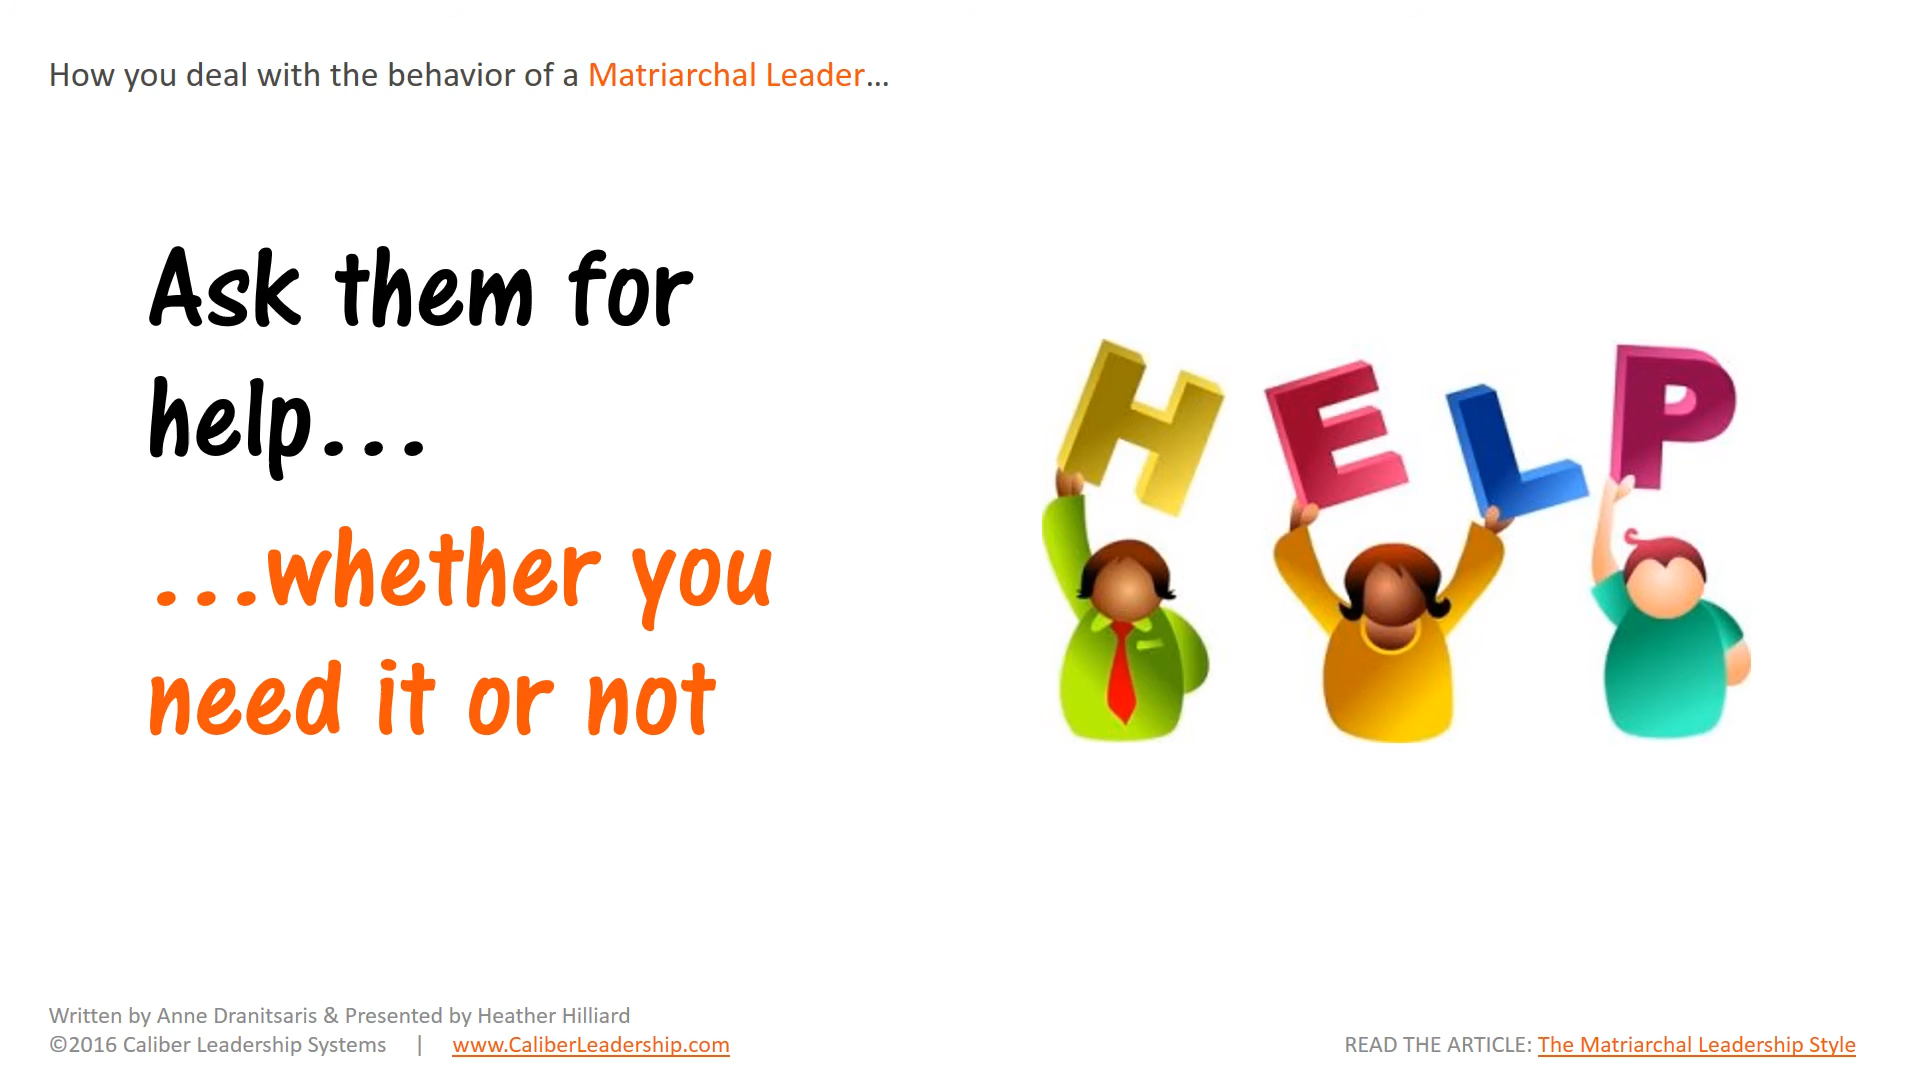 How you deal with the behavior of a Matriarchal Leader...
Ask them for
help...
...whether you
need it or not
HELP
Written by Anne Dranitsaris & Presented by Heather Hilliard
©2016 Caliber Leadership Systems | www.CaliberLeadership.com
READ THE ARTICLE: The Matriarchal Leadership Style